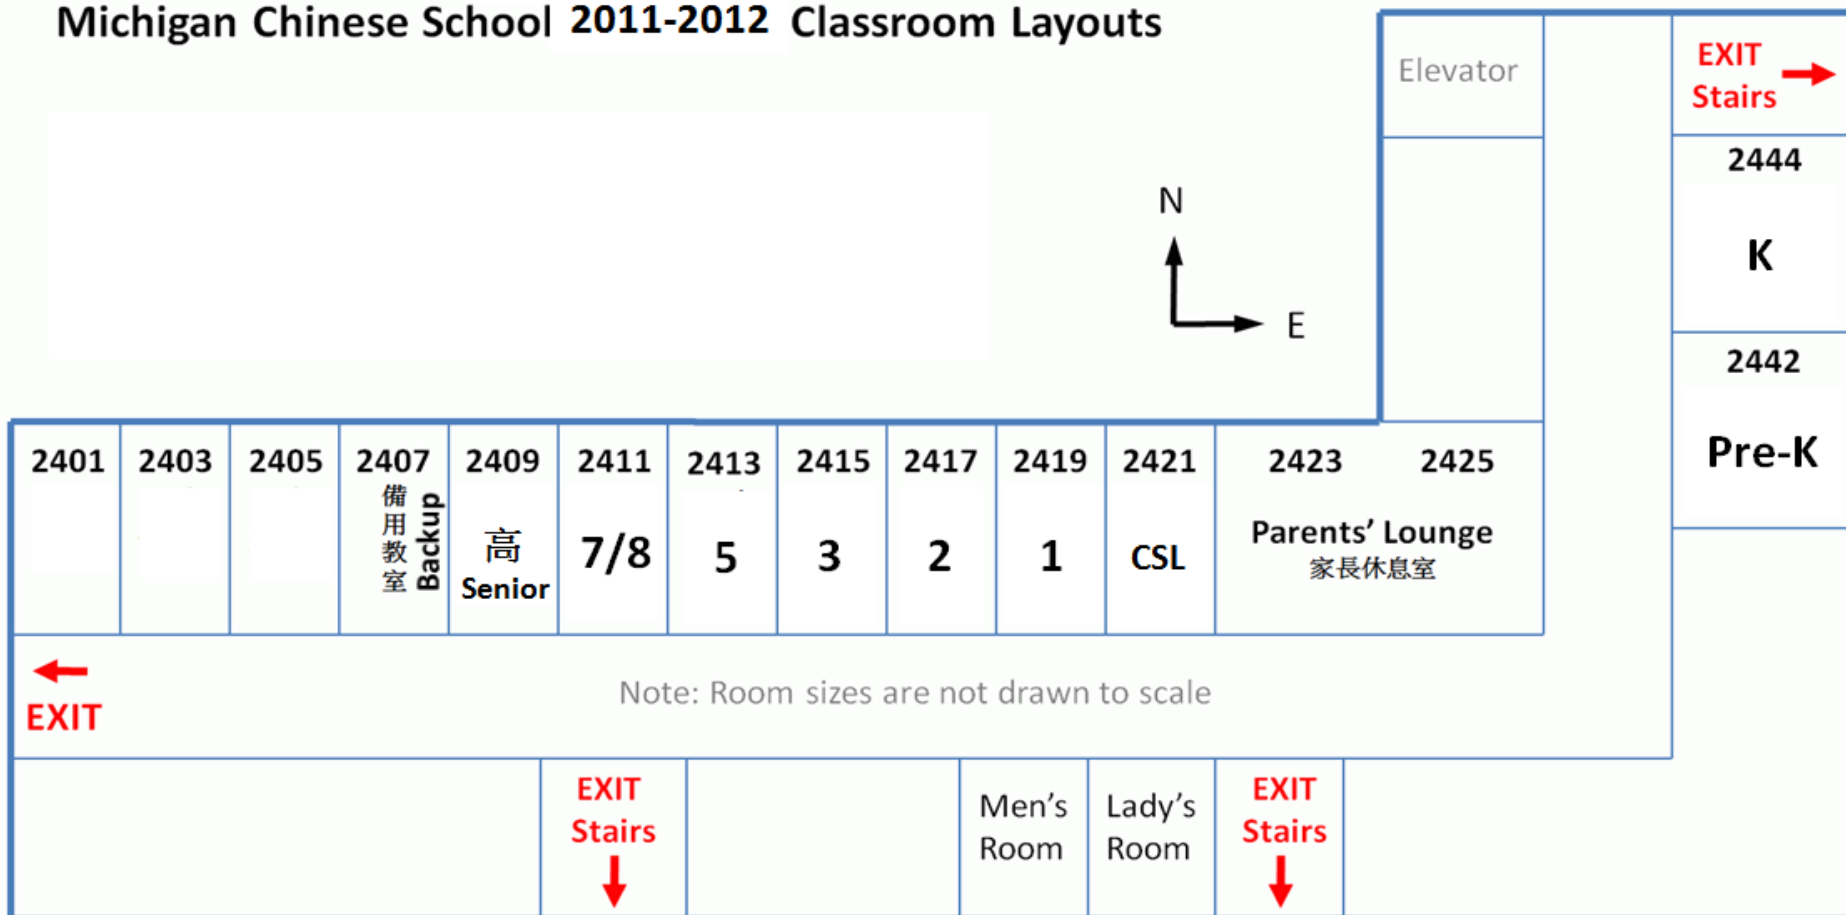 Michigan Chinese School 2011-2012 Classroom Layouts
Elevator
EXIT
Stairs
2444
K
N
E
2442
Pre-K
2401
2403
2405
2407
備用教室
Backup
2409
高
Senior
2411
7/8
2413
5
2415
3
2417
2
2419
1
2421
CSL
2423
2425
Parents' Lounge
家長休息室
EXIT
Note: Room sizes are not drawn to scale
EXIT
Stairs
Men's
Room
Lady's
Room
EXIT
Stairs